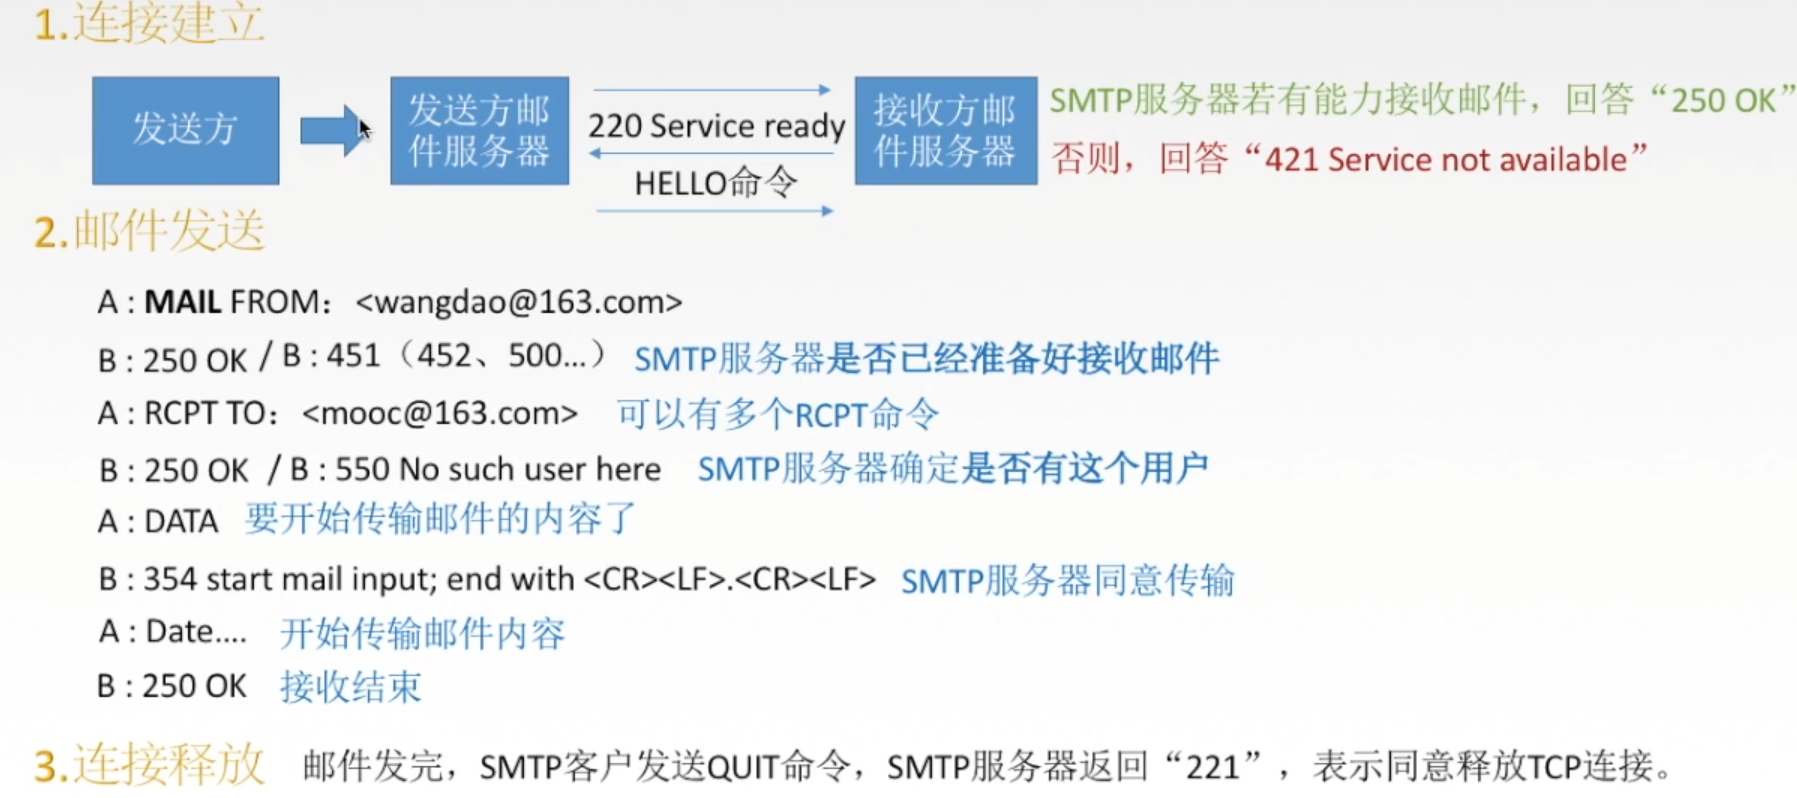 1.连接建立
发送方
发送方邮
件服务器
220 Service ready
HELLO命令
接收方邮
件服务器
SMTP服务器若有能力接收邮件，回答“250 OK”
否则，回答“421 Service not available”
2.邮件发送
A : MAIL FROM：<wangdao@163.com>
B : 250 OK / B : 451（452、500...） SMTP服务器是否已经准备好接收邮件
A : RCPT TO：<mooc@163.com> 可以有多个RCPT命令
B : 250 OK / B : 550 No such user here SMTP服务器确定是否有这个用户
A : DATA 要开始传输邮件的内容了
B : 354 start mail input; end with <CR><LF>.<CR><LF> SMTP服务器同意传输
A : Date.... 开始传输邮件内容
B : 250 OK 接收结束
3.连接释放 邮件发完，SMTP客户发送QUIT命令，SMTP服务器返回“221”，表示同意释放TCP连接。